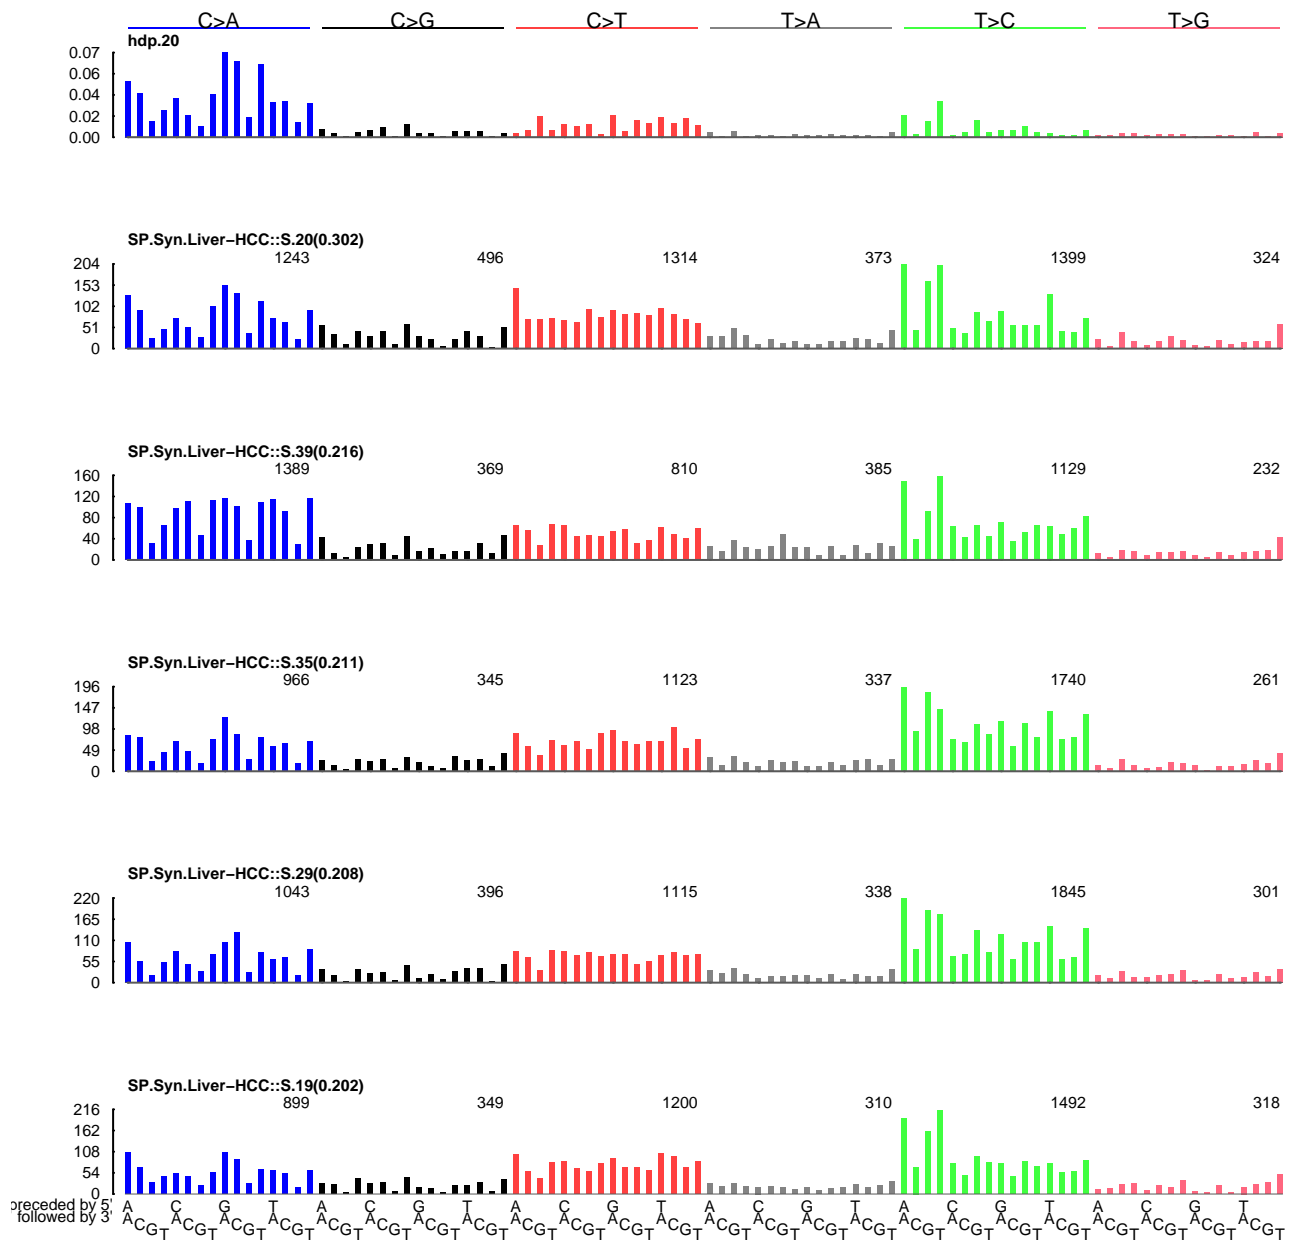 C>A C>G C>T T>A T>C T>G
hdp.20
0.07
0.06
0.04
0.02
0.00
SP.Syn.Liver−HCC::S.20(0.302)
1243 496 1314 373 1399 324
204
153
102
51
0
SP.Syn.Liver−HCC::S.39(0.216)
1389 369 810 385 1129 232
160
120
80
40
0
SP.Syn.Liver−HCC::S.35(0.211)
966 345 1123 337 1740 261
196
147
98
49
0
SP.Syn.Liver−HCC::S.29(0.208)
1043 396 1115 338 1845 301
220
165
110
55
0
SP.Syn.Liver−HCC::S.19(0.202)
899 349 1200 310 1492 318
216
162
108
54
0
preceded by 5' A C G T A C G T A C G T A C G T A C G T A C G T
followed by 3' A C G T A C G T A C G T A C G T A C G T A C G T A C G T A C G T A C G T A C G T A C G T A C G T A C G T A C G T A C G T A C G T A C G T A C G T A C G T A C G T A C G T A C G T A C G T A C G T